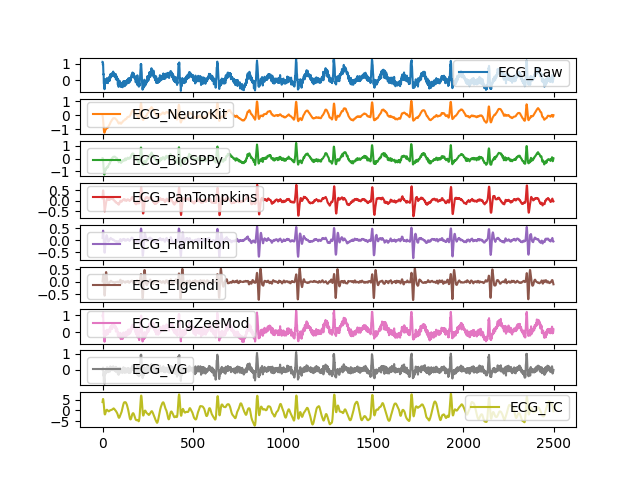 1
0
ECG_Raw
1
0
−1
ECG_NeuroKit
1
0
−1
ECG_BioSPPy
0.5
0.0
−0.5
ECG_PanTompkins
0.5
0.0
−0.5
ECG_Hamilton
0.5
0.0
−0.5
ECG_Elgendi
1
0
ECG_EngZeeMod
1
0
ECG_VG
5
0
−5
ECG_TC
0 500 1000 1500 2000 2500